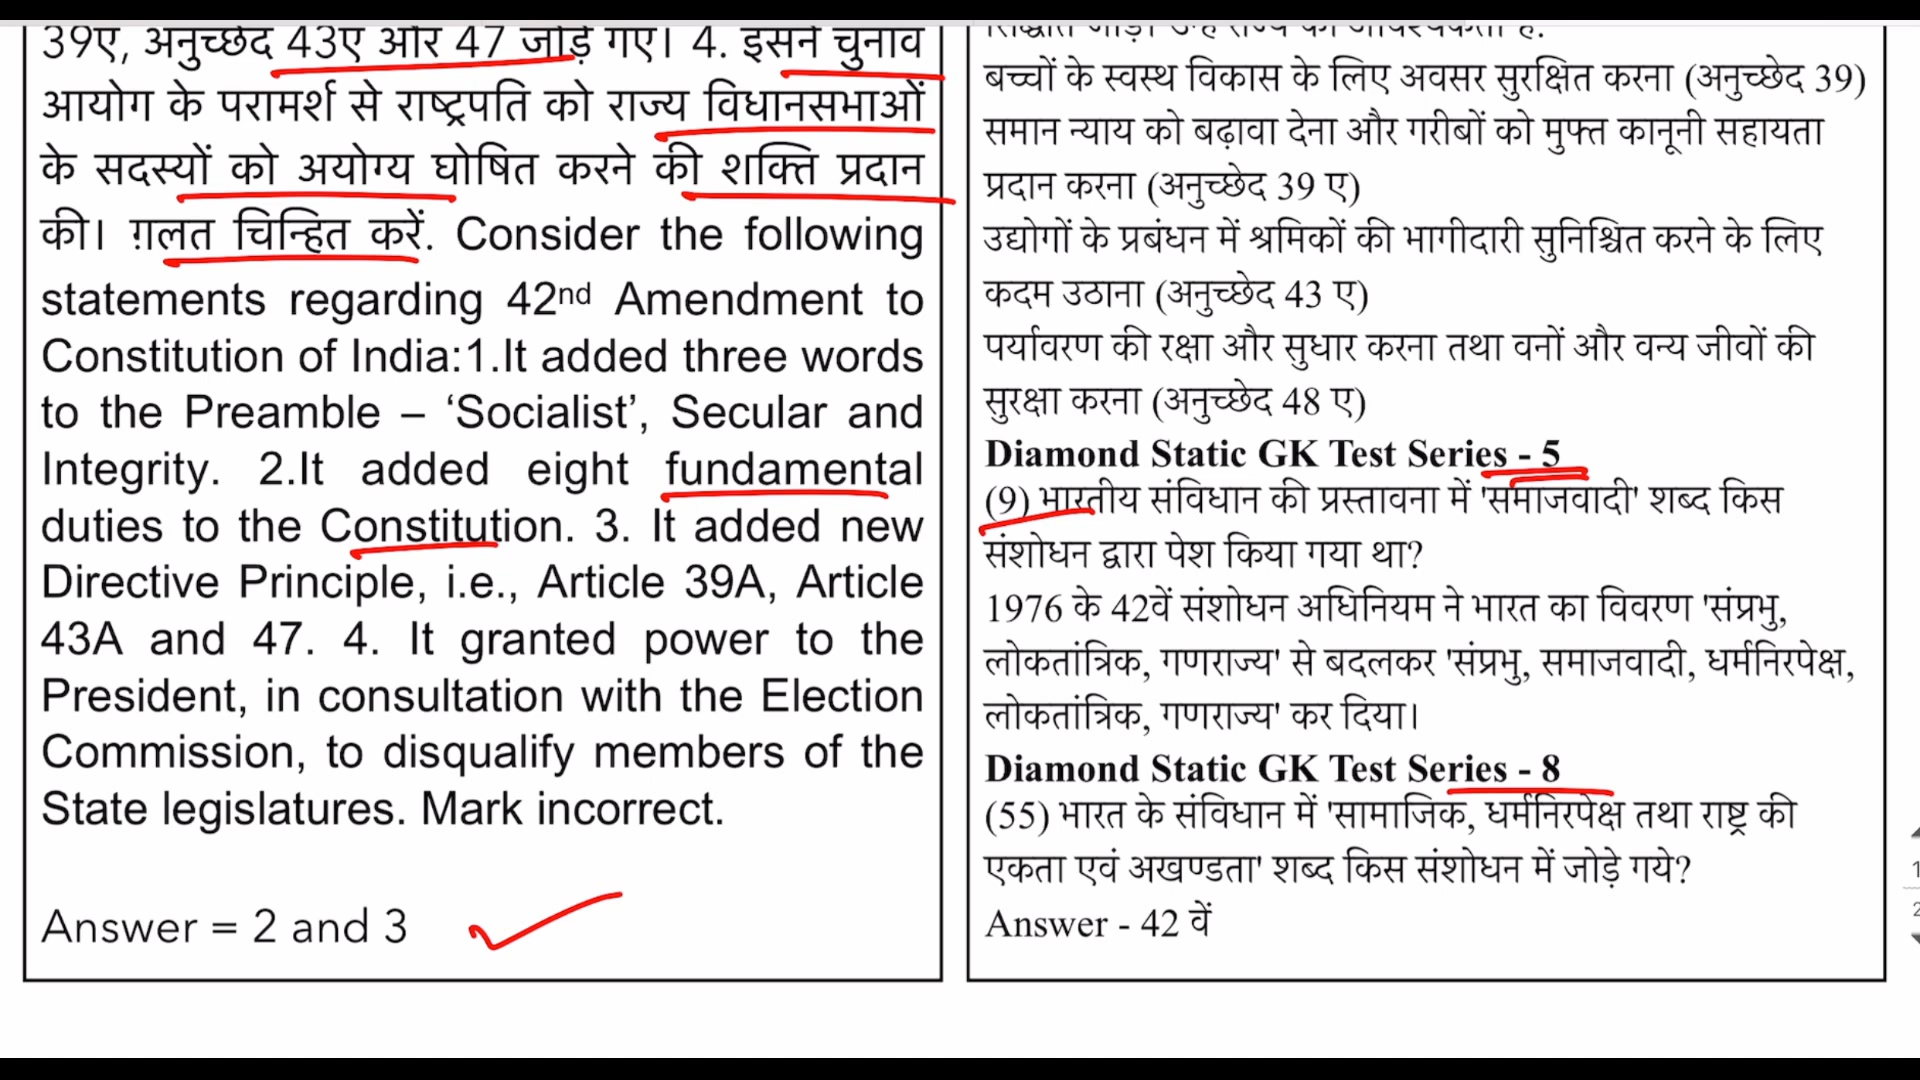 39ए, अनुच्छेद 43ए और 47 जोड़े गए। 4. इसने चुनाव
आयोग के परामर्श से राष्ट्रपति को राज्य विधानसभाओं
के सदस्यों को अयोग्य घोषित करने की शक्ति प्रदान
की। ग़लत चिन्हित करें. Consider the following
statements regarding 42nd Amendment to
Constitution of India:1.It added three words
to the Preamble – ‘Socialist’, Secular and
Integrity. 2.It added eight fundamental
duties to the Constitution. 3. It added new
Directive Principle, i.e., Article 39A, Article
43A and 47. 4. It granted power to the
President, in consultation with the Election
Commission, to disqualify members of the
State legislatures. Mark incorrect.
Answer = 2 and 3
बच्चों के स्वस्थ विकास के लिए अवसर सुरक्षित करना (अनुच्छेद 39)
समान न्याय को बढ़ावा देना और गरीबों को मुफ्त कानूनी सहायता
प्रदान करना (अनुच्छेद 39 ए)
उद्योगों के प्रबंधन में श्रमिकों की भागीदारी सुनिश्चित करने के लिए
कदम उठाना (अनुच्छेद 43 ए)
पर्यावरण की रक्षा और सुधार करना तथा वनों और वन्य जीवों की
सुरक्षा करना (अनुच्छेद 48 ए)
Diamond Static GK Test Series - 5
(9) भारतीय संविधान की प्रस्तावना में 'समाजवादी' शब्द किस
संशोधन द्वारा पेश किया गया था?
1976 के 42वें संशोधन अधिनियम ने भारत का विवरण 'संप्रभु,
लोकतांत्रिक, गणराज्य' से बदलकर 'संप्रभु, समाजवादी, धर्मनिरपेक्ष,
लोकतांत्रिक, गणराज्य' कर दिया।
Diamond Static GK Test Series - 8
(55) भारत के संविधान में 'सामाजिक, धर्मनिरपेक्ष तथा राष्ट्र की
एकता एवं अखण्डता' शब्द किस संशोधन में जोड़े गये?
Answer - 42 वें